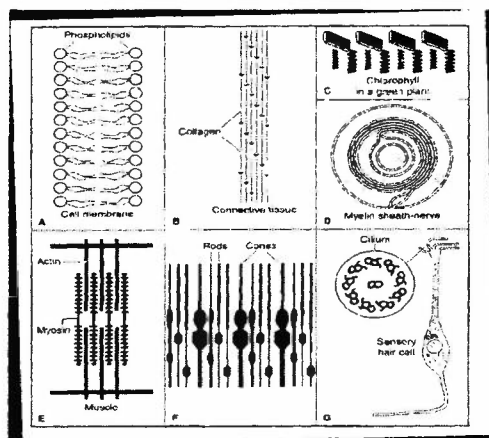 Phospholipids
A
Cell membrane
Collagen
B
Connective tissue
C
Chlorophyll
in a green plant
D
Myelin sheath-nerve
Actin
Myosin
E
Muscle
Rods
Cones
F
Cilium
Sensory
hair cell
G